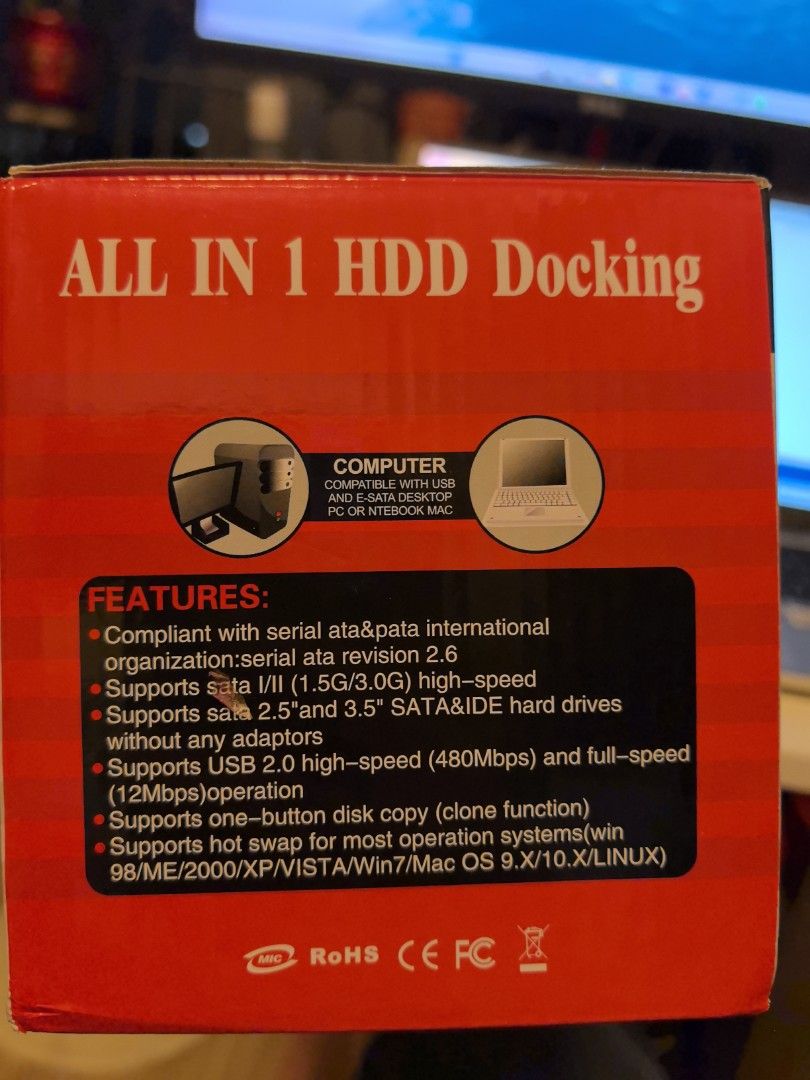 ALL IN 1 HDD Docking
COMPUTER
COMPATIBLE WITH USB
AND E-SATA DESKTOP
PC OR NTEBOOK MAC
FEATURES:
•Compliant with serial ata&pata international
organization:serial ata revision 2.6
•Supports sata I/II (1.5G/3.0G) high-speed
•Supports sata 2.5"and 3.5" SATA&IDE hard drives
without any adaptors
•Supports USB 2.0 high-speed (480Mbps) and full-speed
(12Mbps)operation
•Supports one-button disk copy (clone function)
•Supports hot swap for most operation systems(win
98/ME/2000/XP/VISTA/Win7/Mac OS 9.X/10.X/LINUX)
MIC RoHS CE FC